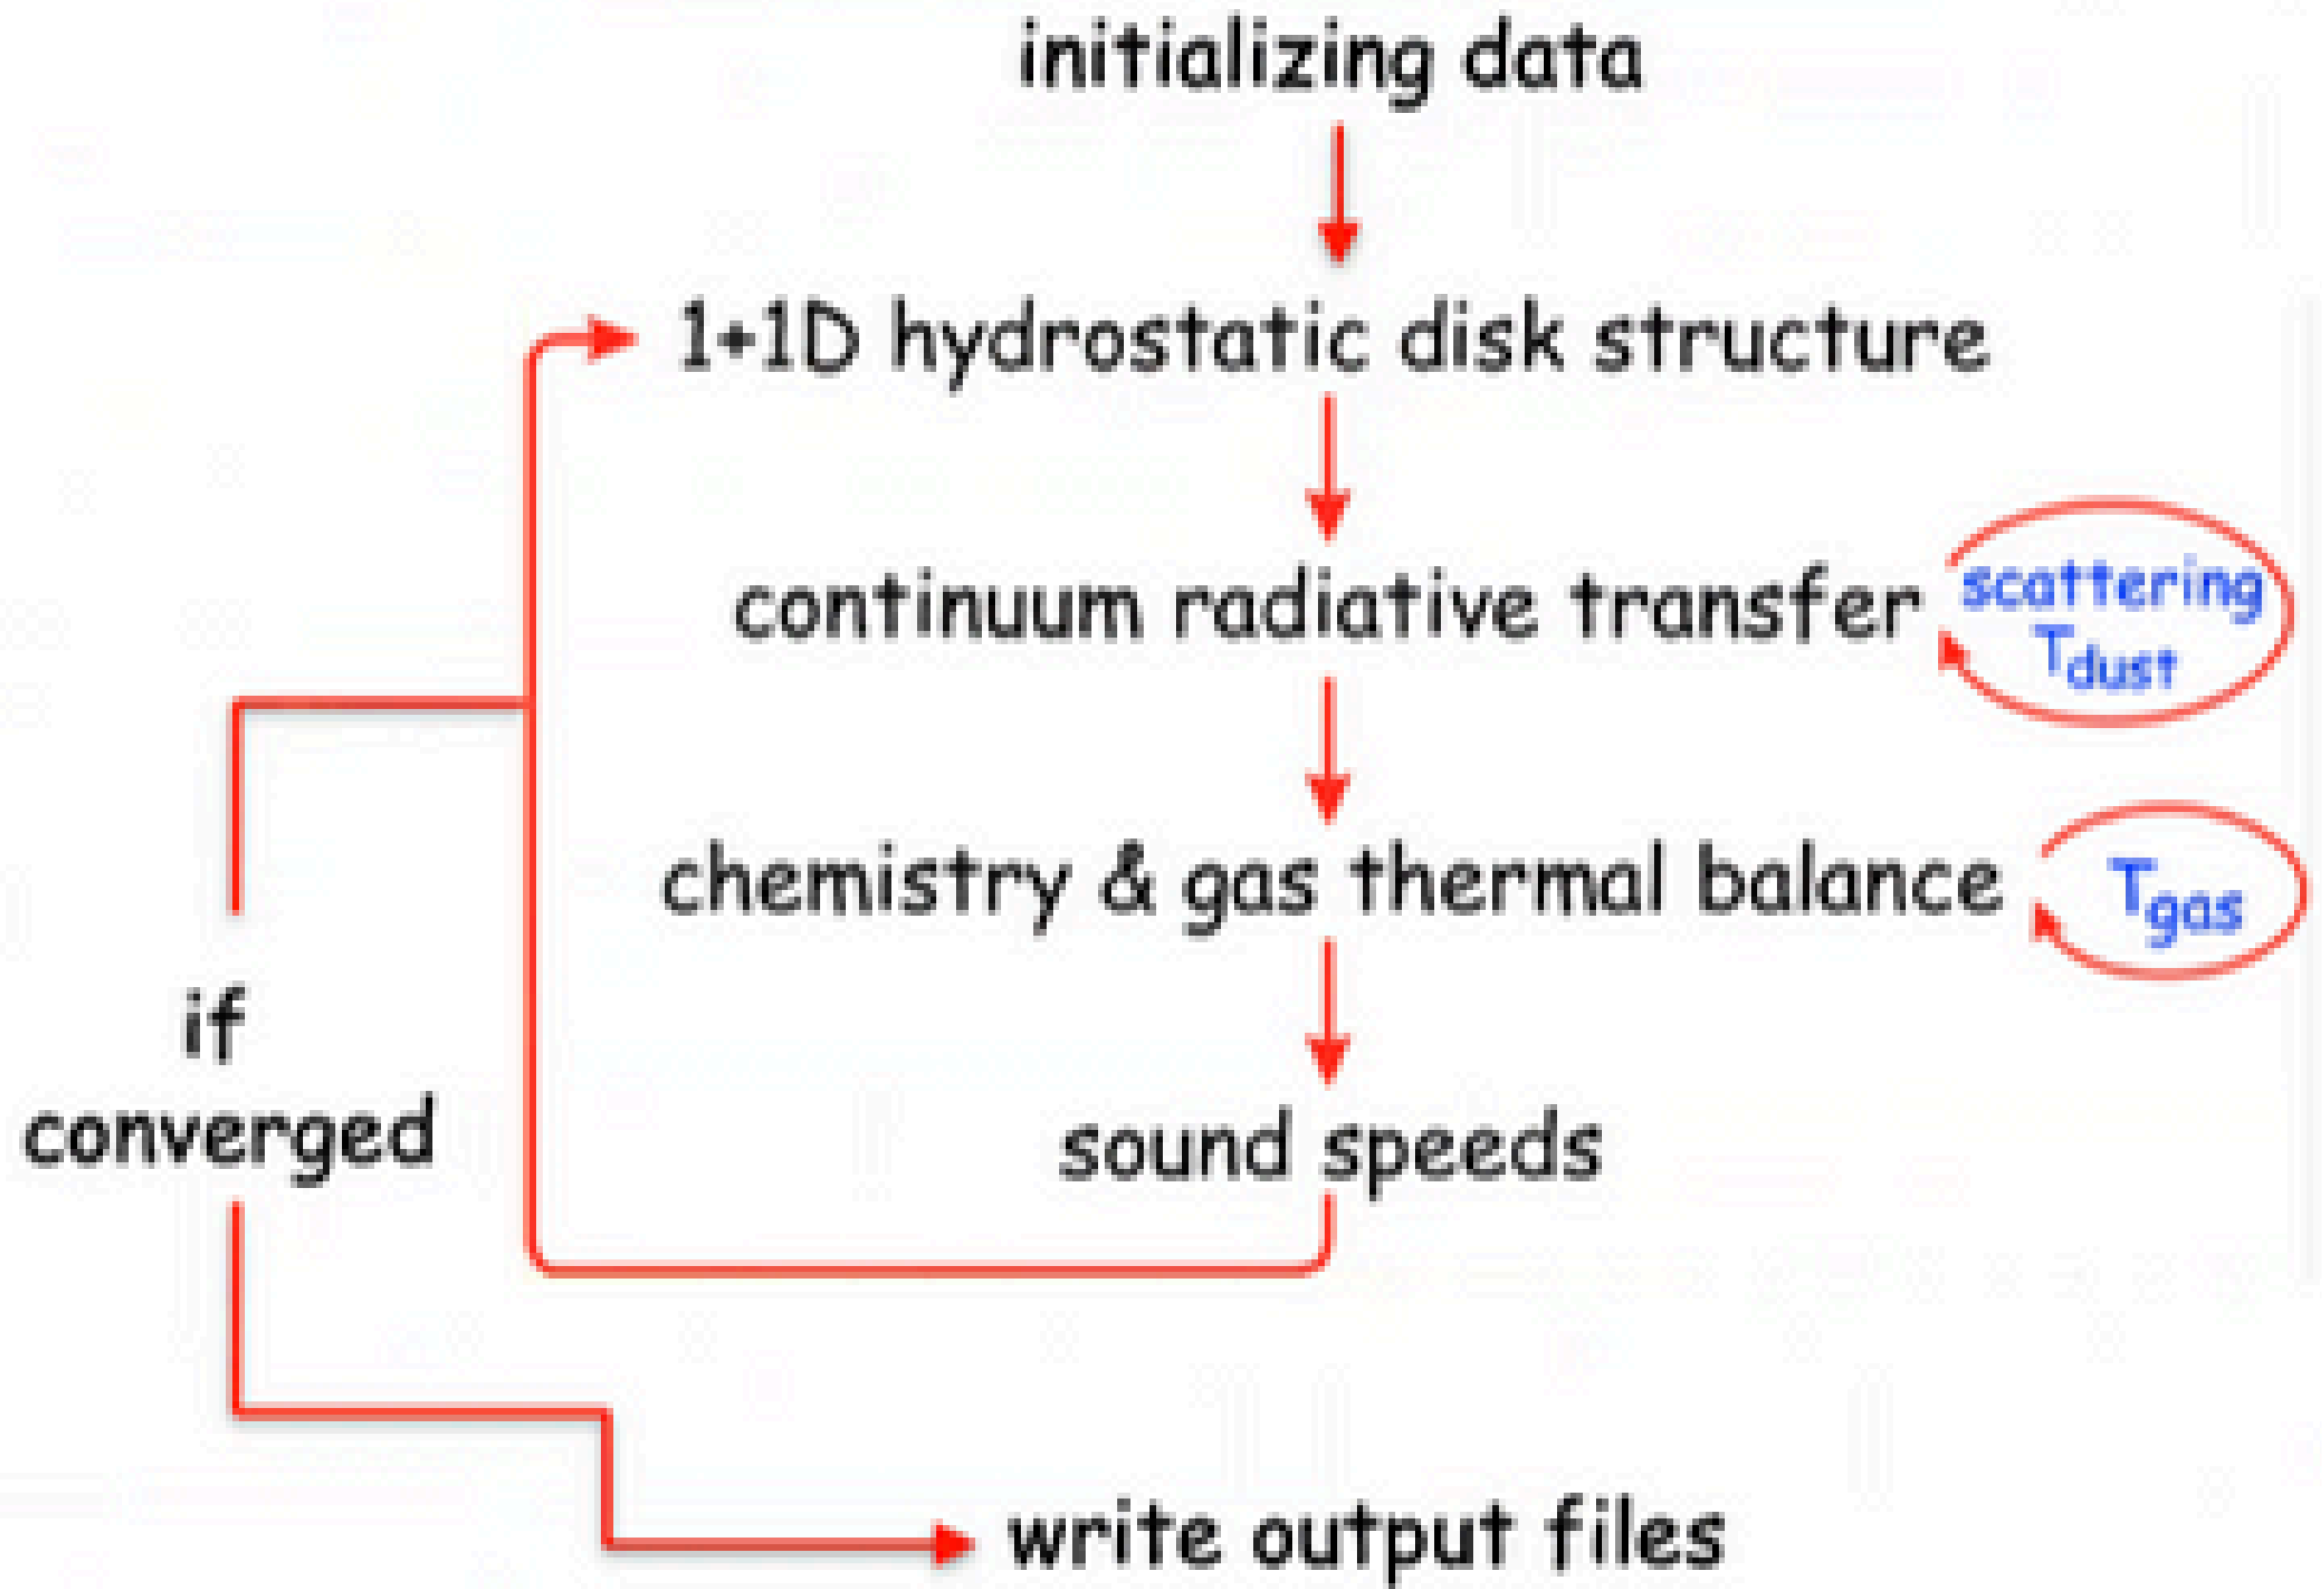 initializing data
1+1D hydrostatic disk structure
continuum radiative transfer
scattering
Tdust
chemistry & gas thermal balance
Tgas
if
converged
sound speeds
write output files